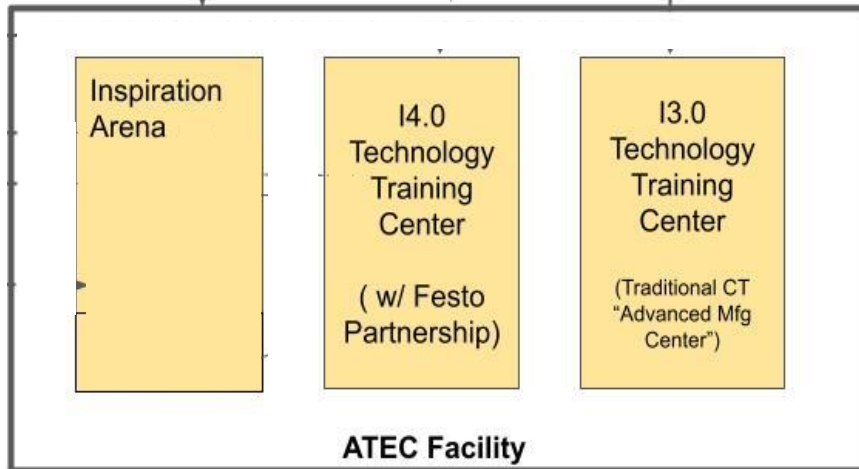 Inspiration
Arena
I4.0
Technology
Training
Center
( w/ Festo
Partnership)
I3.0
Technology
Training
Center
(Traditional CT
“Advanced Mfg
Center”)
ATEC Facility